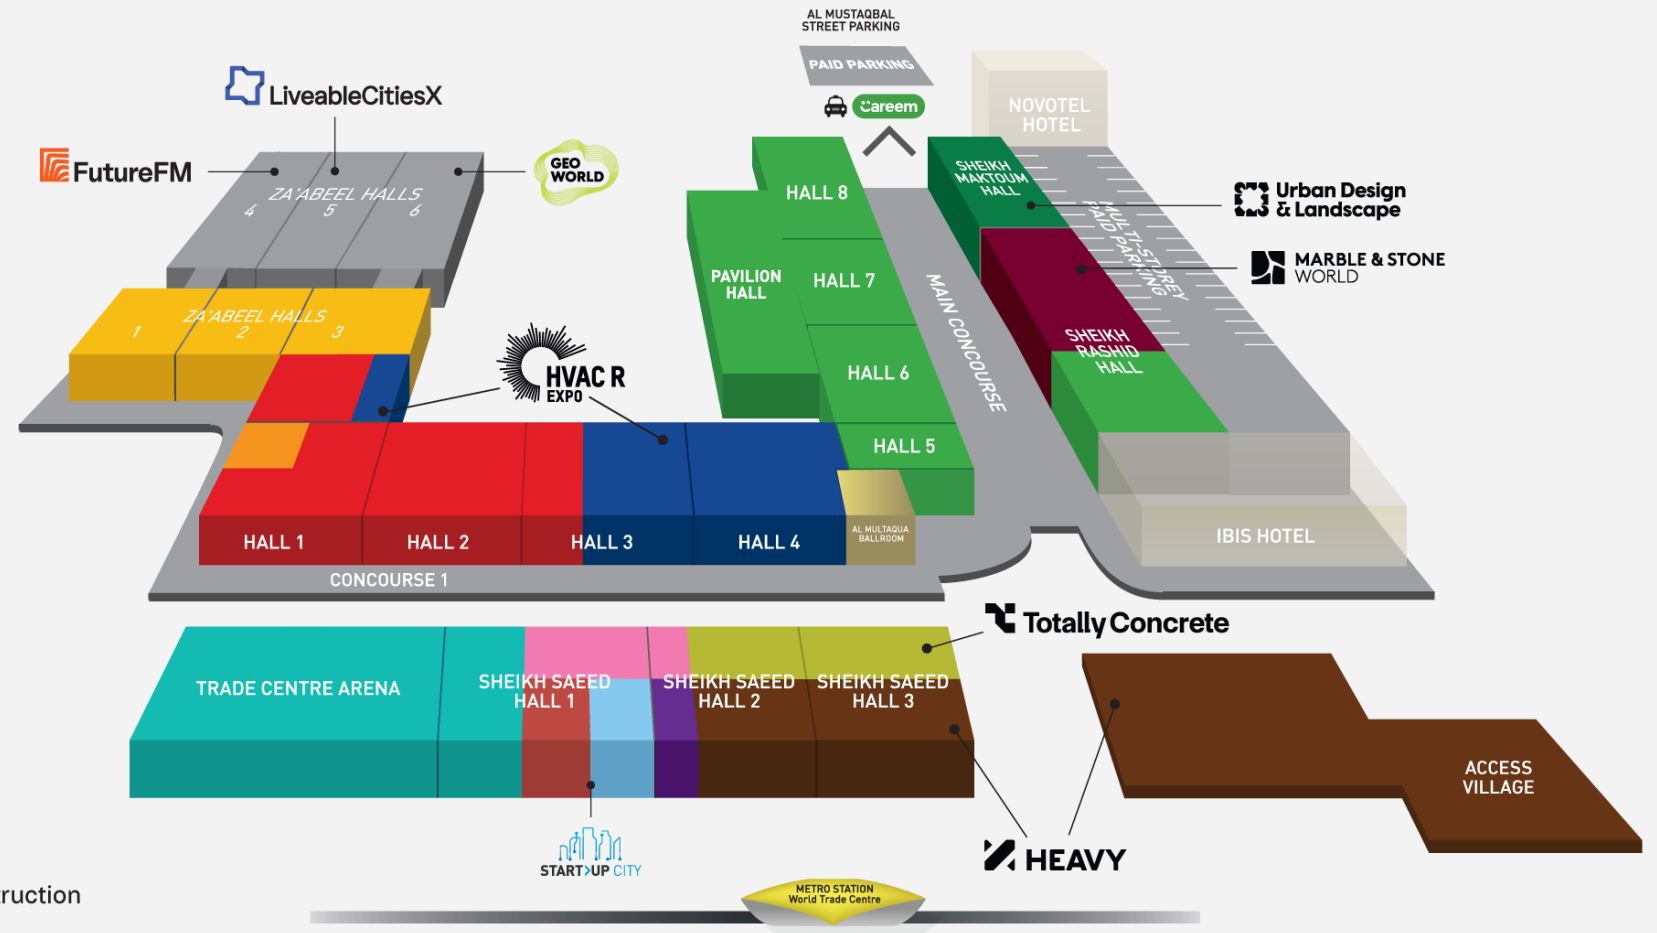 AL MUSTAQBAL
STREET PARKING
PAID PARKING
Careem
NOVOTEL
HOTEL
LiveableCitiesX
FutureFM
GEO
WORLD
ZA'ABEEL HALLS
4 5 6
ZA'ABEEL HALLS
1 2 3
HVAC R
EXPO
HALL 8
PAVILION
HALL
HALL 7
HALL 6
HALL 5
MAIN CONCOURSE
SHEIKH
MAKTOUM
HALL
MULTI-STOREY
PAID PARKING
Urban Design
& Landscape
MARBLE & STONE
WORLD
SHEIKH
RASHID
HALL
HALL 1
HALL 2
HALL 3
HALL 4
AL MULTAQUA
BALLROOM
IBIS HOTEL
CONCOURSE 1
Totally Concrete
TRADE CENTRE ARENA
SHEIKH SAEED
HALL 1
SHEIKH SAEED
HALL 2
SHEIKH SAEED
HALL 3
ACCESS
VILLAGE
START>UP CITY
HEAVY
METRO STATION
World Trade Centre
truction